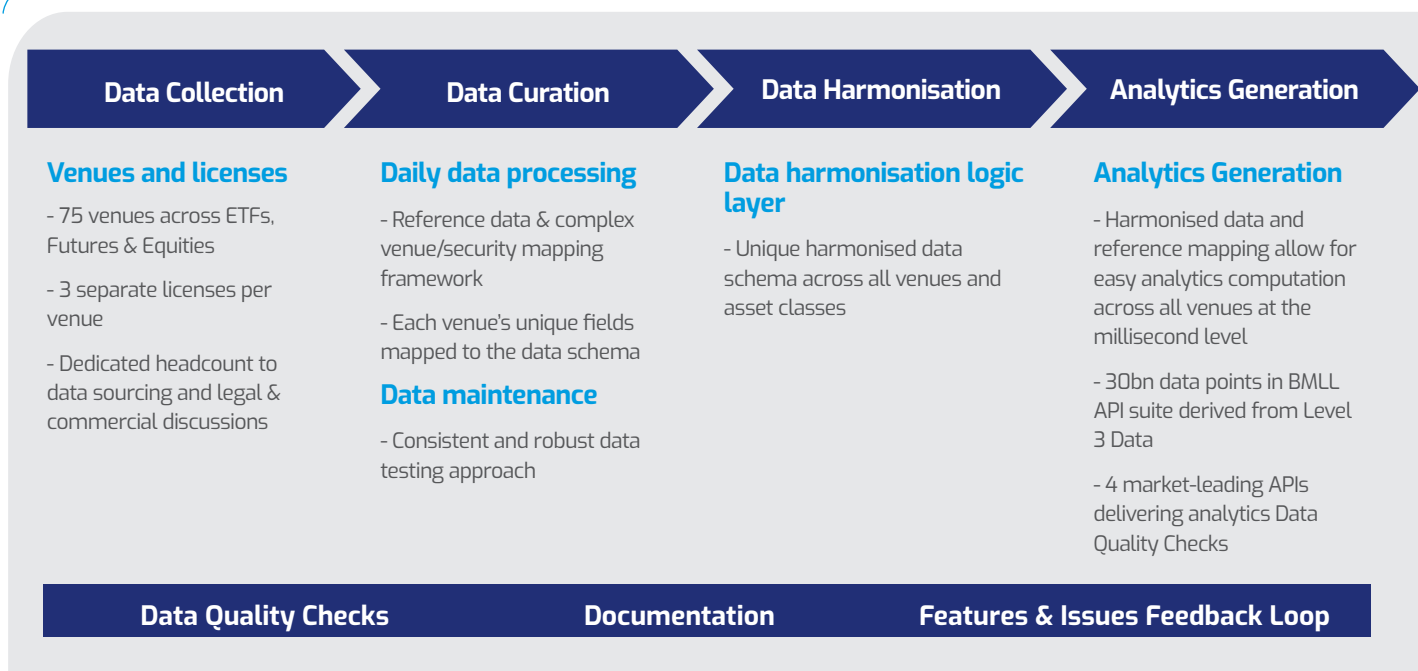 Data Collection
Data Curation
Data Harmonisation
Analytics Generation
Venues and licenses
- 75 venues across ETFs,
Futures & Equities
- 3 separate licenses per
venue
- Dedicated headcount to
data sourcing and legal &
commercial discussions
Daily data processing
- Reference data & complex
venue/security mapping
framework
- Each venue’s unique fields
mapped to the data schema
Data maintenance
- Consistent and robust data
testing approach
Data harmonisation logic
layer
- Unique harmonised data
schema across all venues and
asset classes
Analytics Generation
- Harmonised data and
reference mapping allow for
easy analytics computation
across all venues at the
millisecond level
- 30bn data points in BMLL
API suite derived from Level
3 Data
- 4 market-leading APIs
delivering analytics Data
Quality Checks
Data Quality Checks
Documentation
Features & Issues Feedback Loop